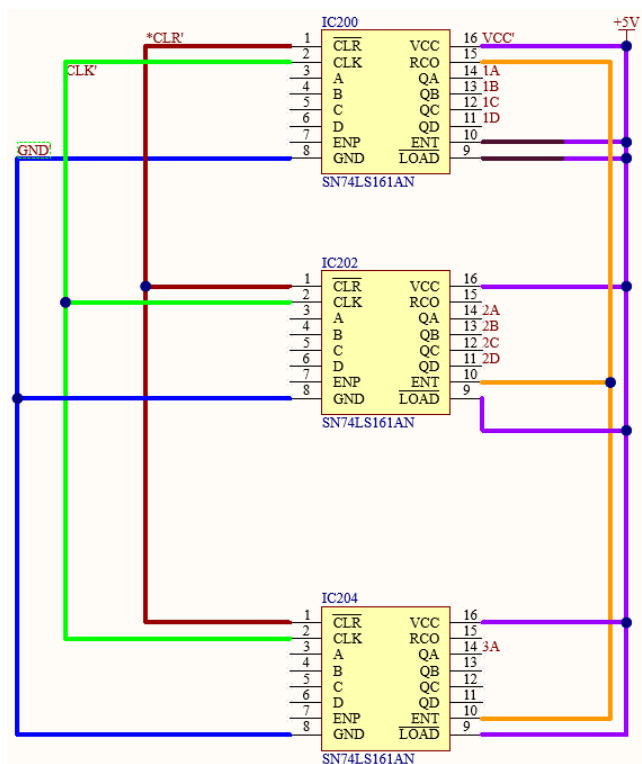 +5V
*CLR'
CLK'
GND
IC200
1 CLR VCC 16 VCC'
2 CLK RCO 15
3 A QA 14 1A
4 B QB 13 1B
5 C QC 12 1C
6 D QD 11 1D
7 ENP ENT 10
8 GND LOAD 9
SN74LS161AN
IC202
1 CLR VCC 16
2 CLK RCO 15
3 A QA 14 2A
4 B QB 13 2B
5 C QC 12 2C
6 D QD 11 2D
7 ENP ENT 10
8 GND LOAD 9
SN74LS161AN
IC204
1 CLR VCC 16
2 CLK RCO 15
3 A QA 14 3A
4 B QB 13
5 C QC 12
6 D QD 11
7 ENP ENT 10
8 GND LOAD 9
SN74LS161AN